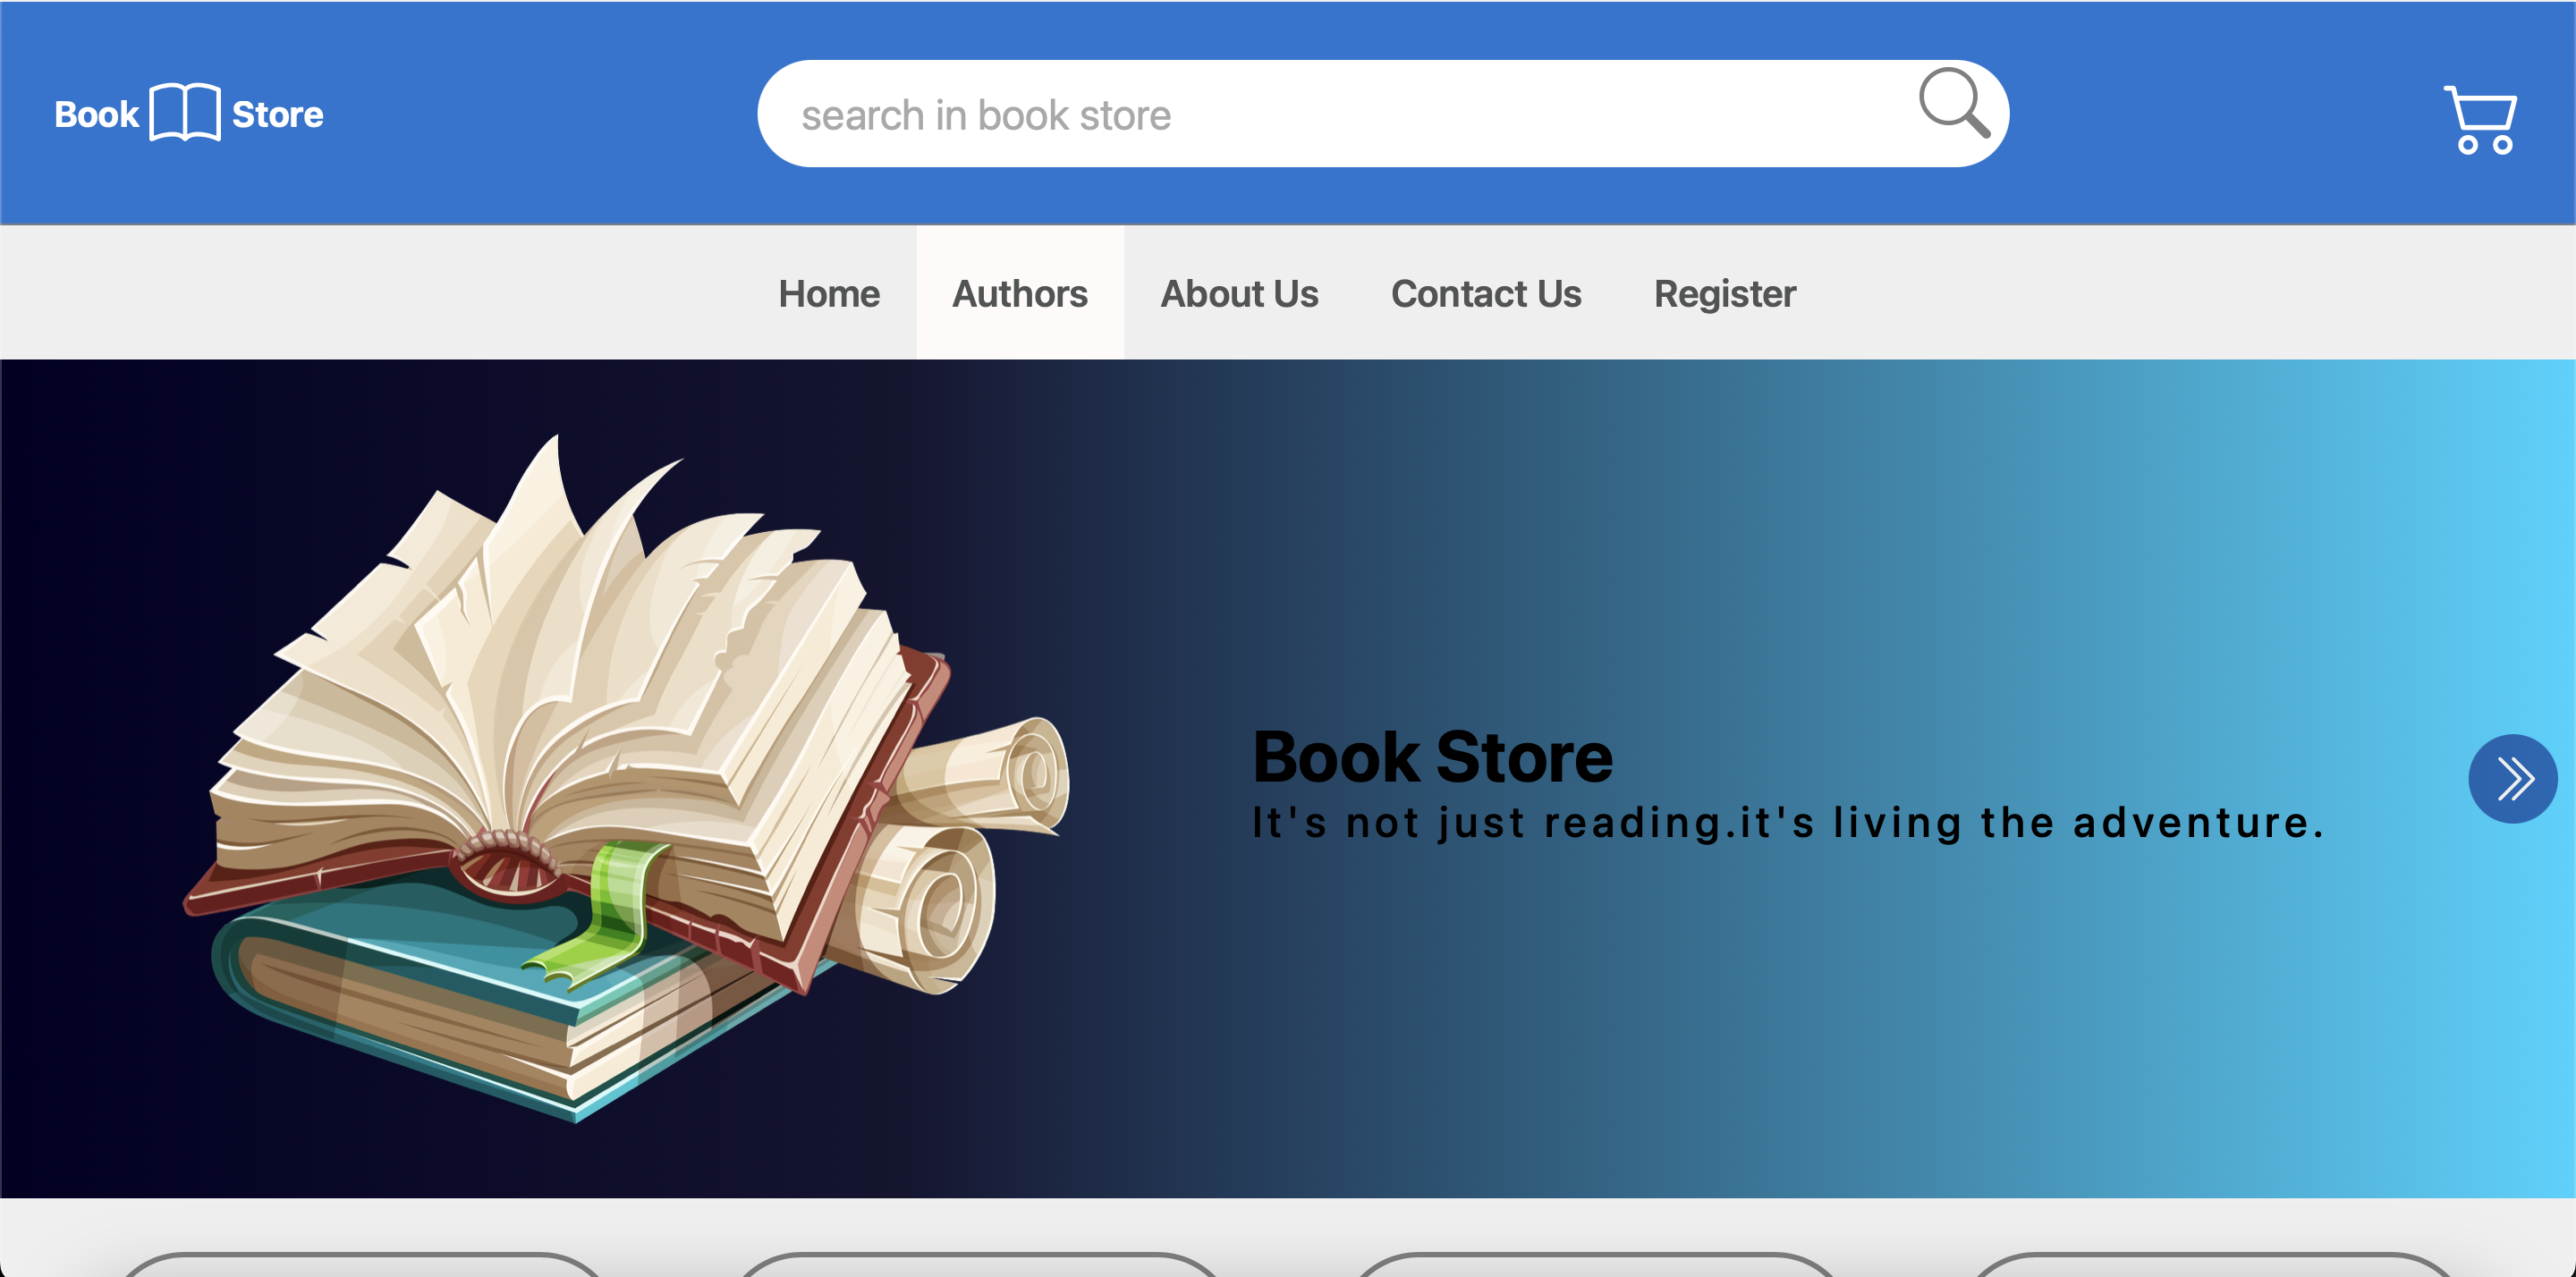 Book Store
search in book store
Home Authors About Us Contact Us Register
Book Store
It's not just reading.it's living the adventure.